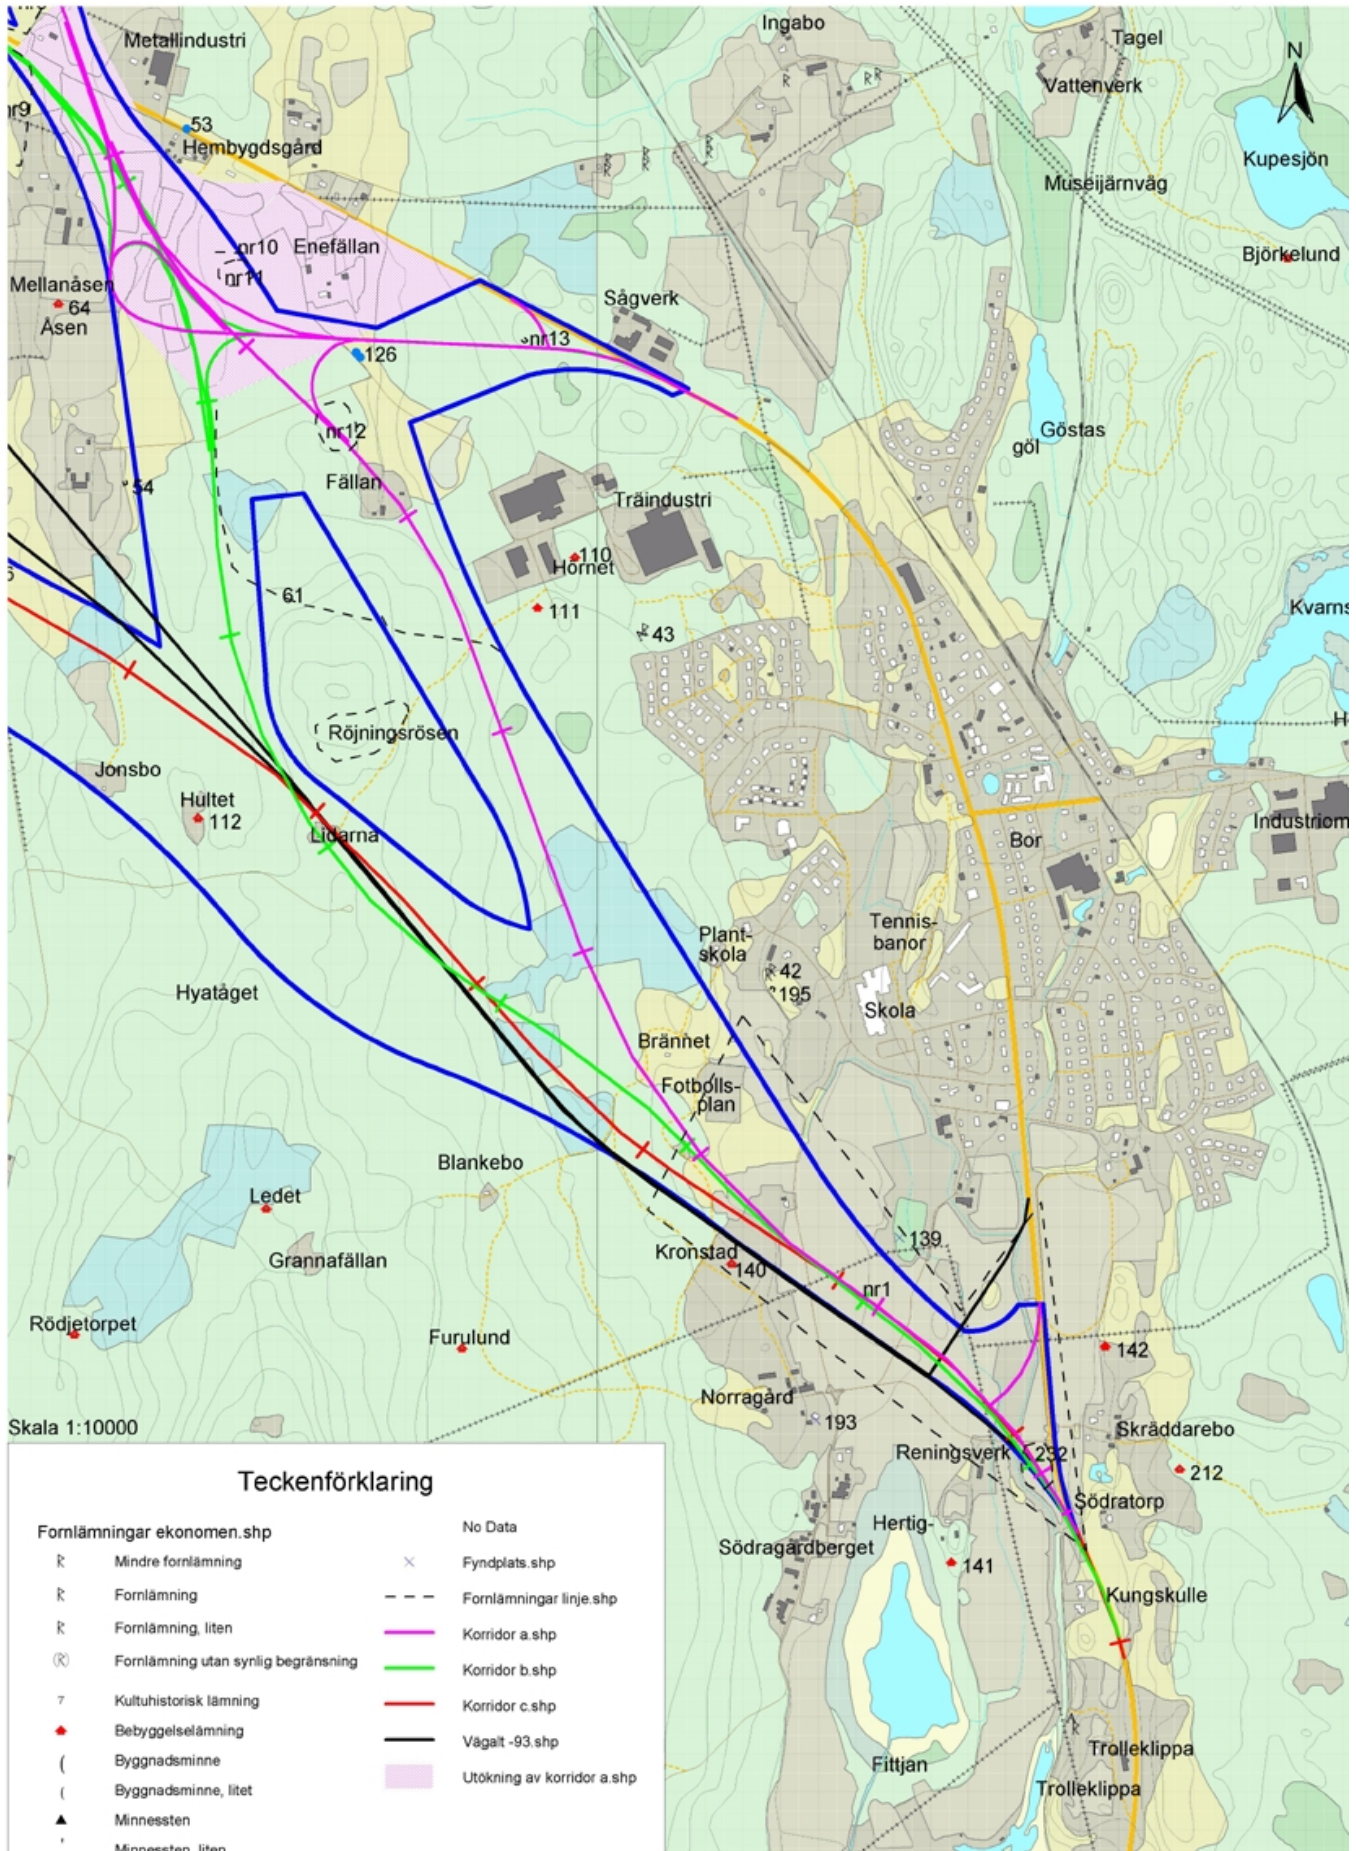 Ingabo
Metallindustri
Tagel
N
Vattenverk
nr9
53
Hembygdsgård
Kupesjön
Museijärnväg
nr10
Enefällan
nr11
Björkelund
Mellanåsen
64
Åsen
Sågverk
nr13
126
nr12
Göstas
göl
Fällan
54
Träindustri
110
Hörnet
61
111
43
Kvarns
Röjningsrösen
Jonsbo
Hultet
112
Lidarna
Bor
Industriom
Tennis-
banor
Plant-
skola
42
195
Skola
Hyatåget
Brännet
Fotbolls-
plan
Blankebo
Ledet
Grannafällan
139
Kronstad
140
nr1
Rödjetorpet
Furulund
142
Norragård
193
Skala 1:10000
Skräddarebo
Reningsverk
232
212
Södratorp
Hertig-
Södragårdberget
141
Kungskulle
Fittjan
Trolleklippa
Trolleklippa
Teckenförklaring
Fornlämningar ekonomen.shp
Mindre fornlämning
Fornlämning
Fornlämning, liten
Fornlämning utan synlig begränsning
Kultuhistorisk lämning
Bebyggelselämning
Byggnadsminne
Byggnadsminne, litet
Minnessten
Minnessten, liten
No Data
Fyndplats.shp
Fornlämningar linje.shp
Korridor a.shp
Korridor b.shp
Korridor c.shp
Vägalt -93.shp
Utökning av korridor a.shp